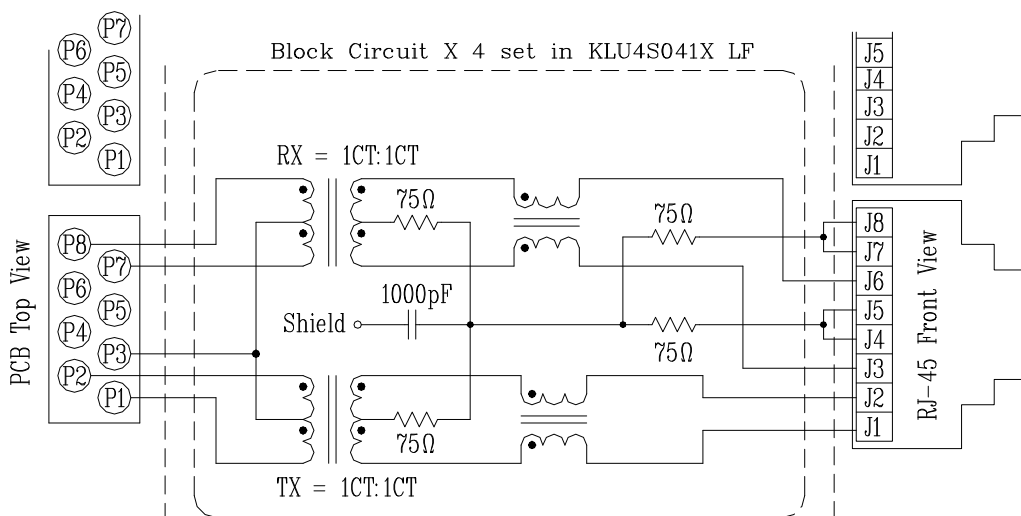 Block Circuit X 4 set in KLU4S041X LF
P7
P6
P5
P4
P3
P2
P1
J5
J4
J3
J2
J1
RX = 1CT:1CT
75Ω
75Ω
1000pF
Shield
75Ω
75Ω
TX = 1CT:1CT
PCB Top View
P8
P7
P6
P5
P4
P3
P2
P1
J8
J7
J6
J5
J4
J3
J2
J1
RJ-45 Front View